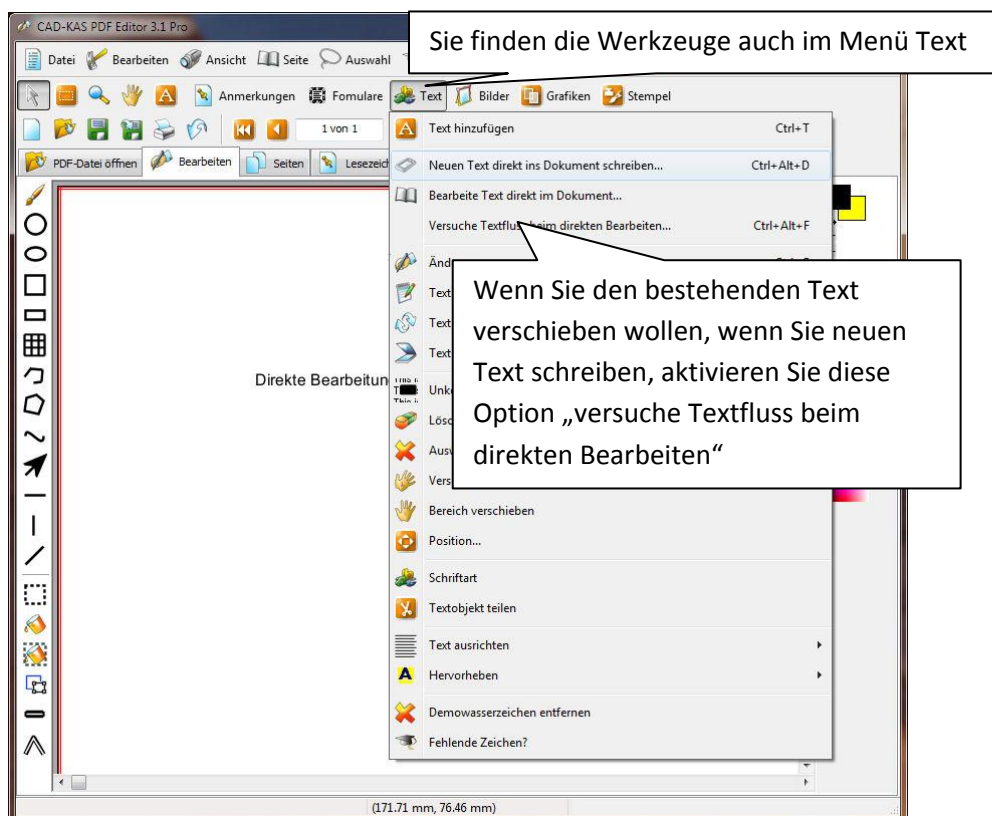 CAD-KAS PDF Editor 3.1 Pro
Sie finden die Werkzeuge auch im Menü Text
Datei Bearbeiten Ansicht Seite Auswahl
Anmerkungen Fomulare Text Bilder Grafiken Stempel
1 von 1
PDF-Datei öffnen Bearbeiten Seiten
Text hinzufügen Ctrl+T
Neuen Text direkt ins Dokument schreiben... Ctrl+Alt+D
Bearbeite Text direkt im Dokument...
Versuche Textfluss beim direkten Bearbeiten... Ctrl+Alt+F
Wenn Sie den bestehenden Text
verschieben wollen, wenn Sie neuen
Text schreiben, aktivieren Sie diese
Option „versuche Textfluss beim
direkten Bearbeiten“
Text
Text
Text
Direkte
Bereich verschieben
Position...
Schriftart
Textobjekt teilen
Text ausrichten
Hervorheben
Demowasserzeichen entfernen
Fehlende Zeichen?
(171.71 mm, 76.46 mm)